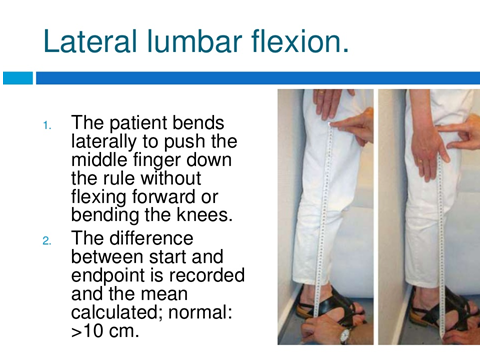 Lateral lumbar flexion.
1. The patient bends
laterally to push the
middle finger down
the rule without
flexing forward or
bending the knees.
2. The difference
between start and
endpoint is recorded
and the mean
calculated; normal:
>10 cm.